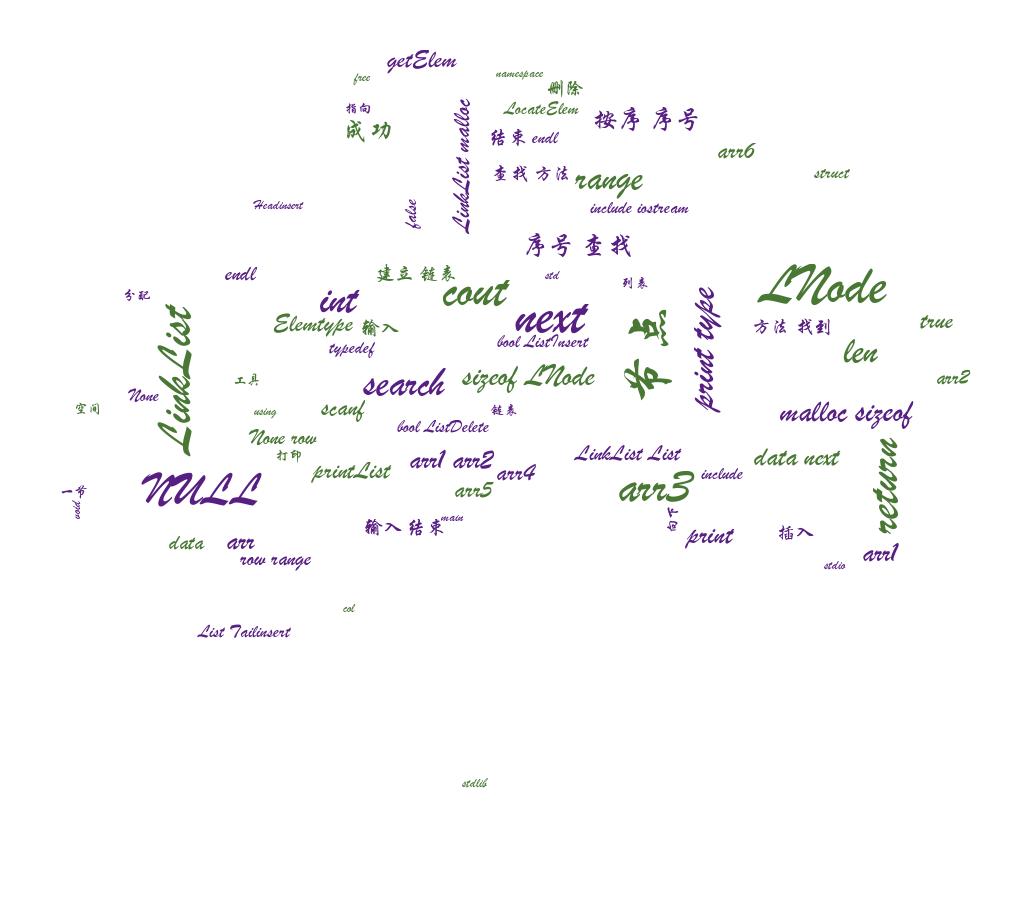 getElem
free
namespace
删除
指向
LinkList malloc
LocateElem
按序 序号
成功
结束 endl
arr6
查找 方法
range
struct
Headinsert
false
include iostream
序号 查找
endl
建立 链表
std
列表
LNode
分配
int
cout
next
节点
print type
LinkList
Elemtype 输入
方法 找到
true
typedef
bool ListInsert
len
工具
search
sizeof LNode
arr2
None
空间
using
scanf
链表
malloc sizeof
None row
bool ListDelete
打印
printList
arr1 arr2
arr4
LinkList List
data next
return
一节
void
NULL
arr5
arr3
include
输入 结束
main
向下
print
插入
data
arr
row range
arr1
stdio
col
List Tailinsert
stdlib